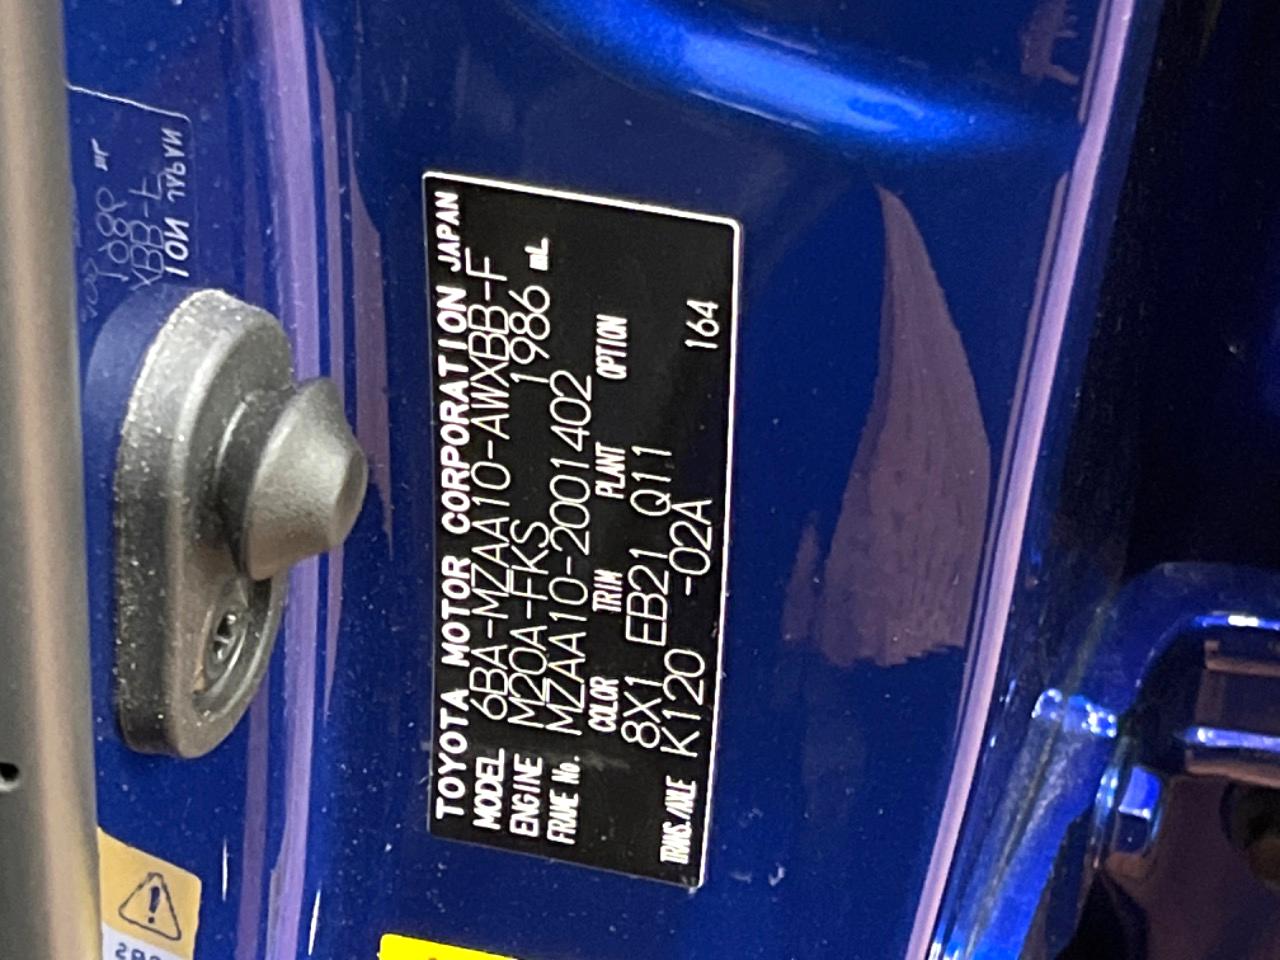 TOYOTA MOTOR CORPORATION JAPAN
MODEL 6BA-MZAA10-AWXBB-F
ENGINE M20A-FKS 1986 mL
FRAME No. MZAA10-2001402
COLOR TRIM PLANT OPTION
8X1 EB21 Q11
TRANS./AXLE K120 -02A 164